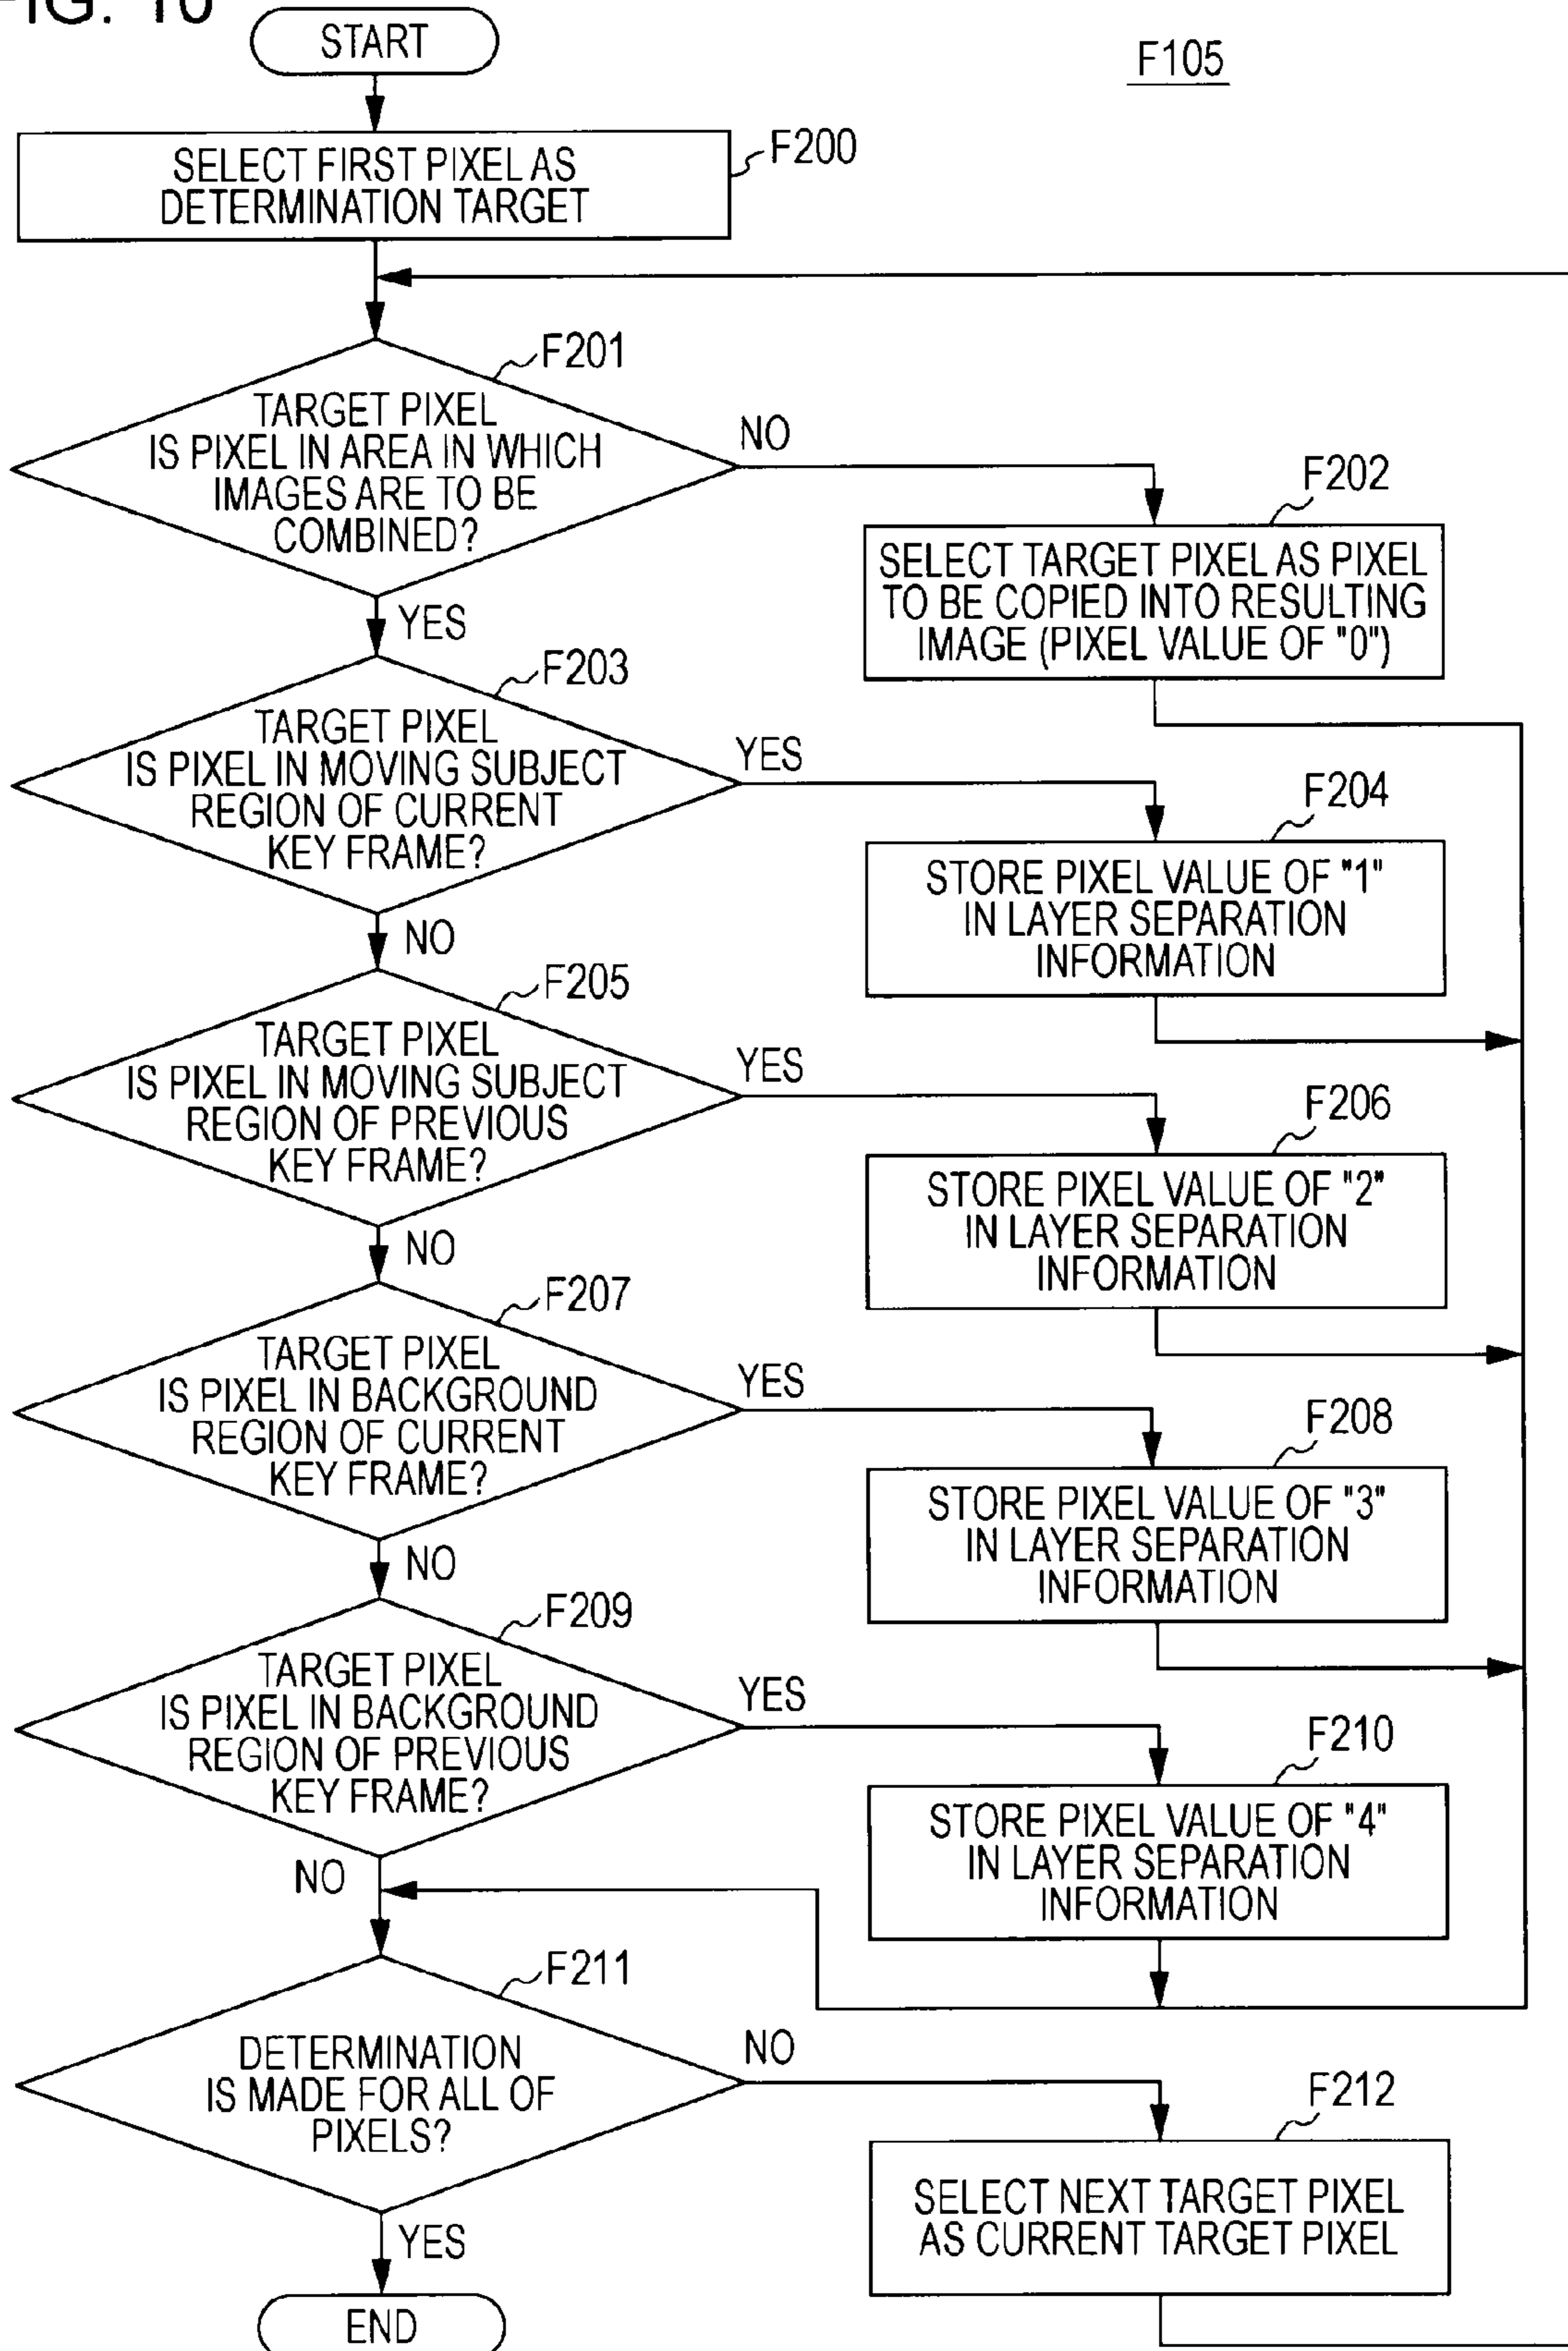 FIG. 10
START
F105
SELECT FIRST PIXEL AS
DETERMINATION TARGET
F200
F201
TARGET PIXEL
IS PIXEL IN AREA IN WHICH
IMAGES ARE TO BE
COMBINED?
NO
YES
F202
SELECT TARGET PIXEL AS PIXEL
TO BE COPIED INTO RESULTING
IMAGE (PIXEL VALUE OF "0")
F203
TARGET PIXEL
IS PIXEL IN MOVING SUBJECT
REGION OF CURRENT
KEY FRAME?
YES
NO
F204
STORE PIXEL VALUE OF "1"
IN LAYER SEPARATION
INFORMATION
F205
TARGET PIXEL
IS PIXEL IN MOVING SUBJECT
REGION OF PREVIOUS
KEY FRAME?
YES
NO
F206
STORE PIXEL VALUE OF "2"
IN LAYER SEPARATION
INFORMATION
F207
TARGET PIXEL
IS PIXEL IN BACKGROUND
REGION OF CURRENT
KEY FRAME?
YES
NO
F208
STORE PIXEL VALUE OF "3"
IN LAYER SEPARATION
INFORMATION
F209
TARGET PIXEL
IS PIXEL IN BACKGROUND
REGION OF PREVIOUS
KEY FRAME?
YES
NO
F210
STORE PIXEL VALUE OF "4"
IN LAYER SEPARATION
INFORMATION
F211
DETERMINATION
IS MADE FOR ALL OF
PIXELS?
NO
YES
F212
SELECT NEXT TARGET PIXEL
AS CURRENT TARGET PIXEL
END